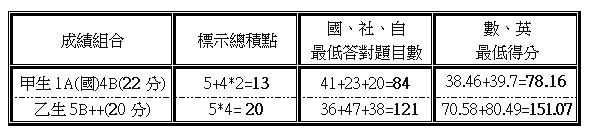 成績組合 標示總積點 國、社、自 最低答對題目數 數、英 最低得分
甲生 1A(國)4B(22 分) 5+4*2=13 41+23+20=84 38.46+39.7=78.16
乙生 5B++(20 分) 5*4= 20 36+47+38=121 70.58+80.49=151.07